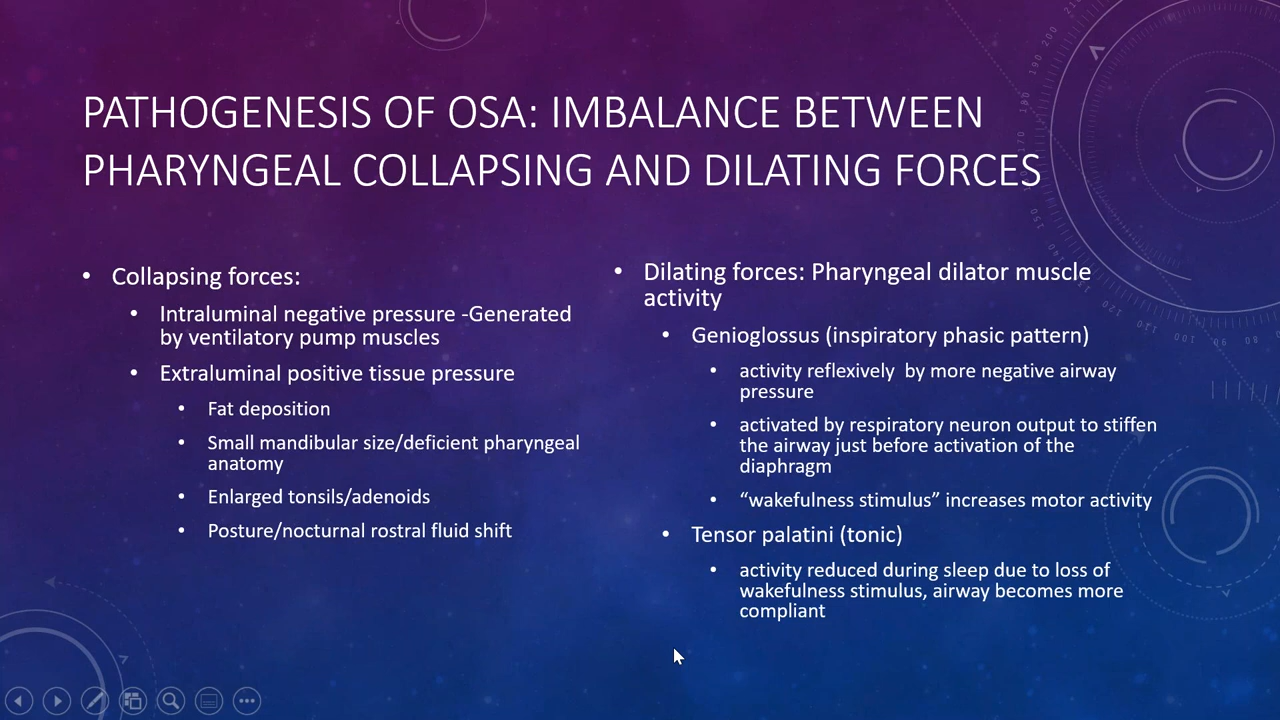 PATHOGENESIS OF OSA: IMBALANCE BETWEEN
PHARYNGEAL COLLAPSING AND DILATING FORCES
• Collapsing forces:
• Intraluminal negative pressure -Generated
by ventilatory pump muscles
• Extraluminal positive tissue pressure
• Fat deposition
• Small mandibular size/deficient pharyngeal
anatomy
• Enlarged tonsils/adenoids
• Posture/nocturnal rostral fluid shift
• Dilating forces: Pharyngeal dilator muscle
activity
• Genioglossus (inspiratory phasic pattern)
• activity reflexively  by more negative airway
pressure
• activated by respiratory neuron output to stiffen
the airway just before activation of the
diaphragm
• “wakefulness stimulus” increases motor activity
• Tensor palatini (tonic)
• activity reduced during sleep due to loss of
wakefulness stimulus, airway becomes more
compliant